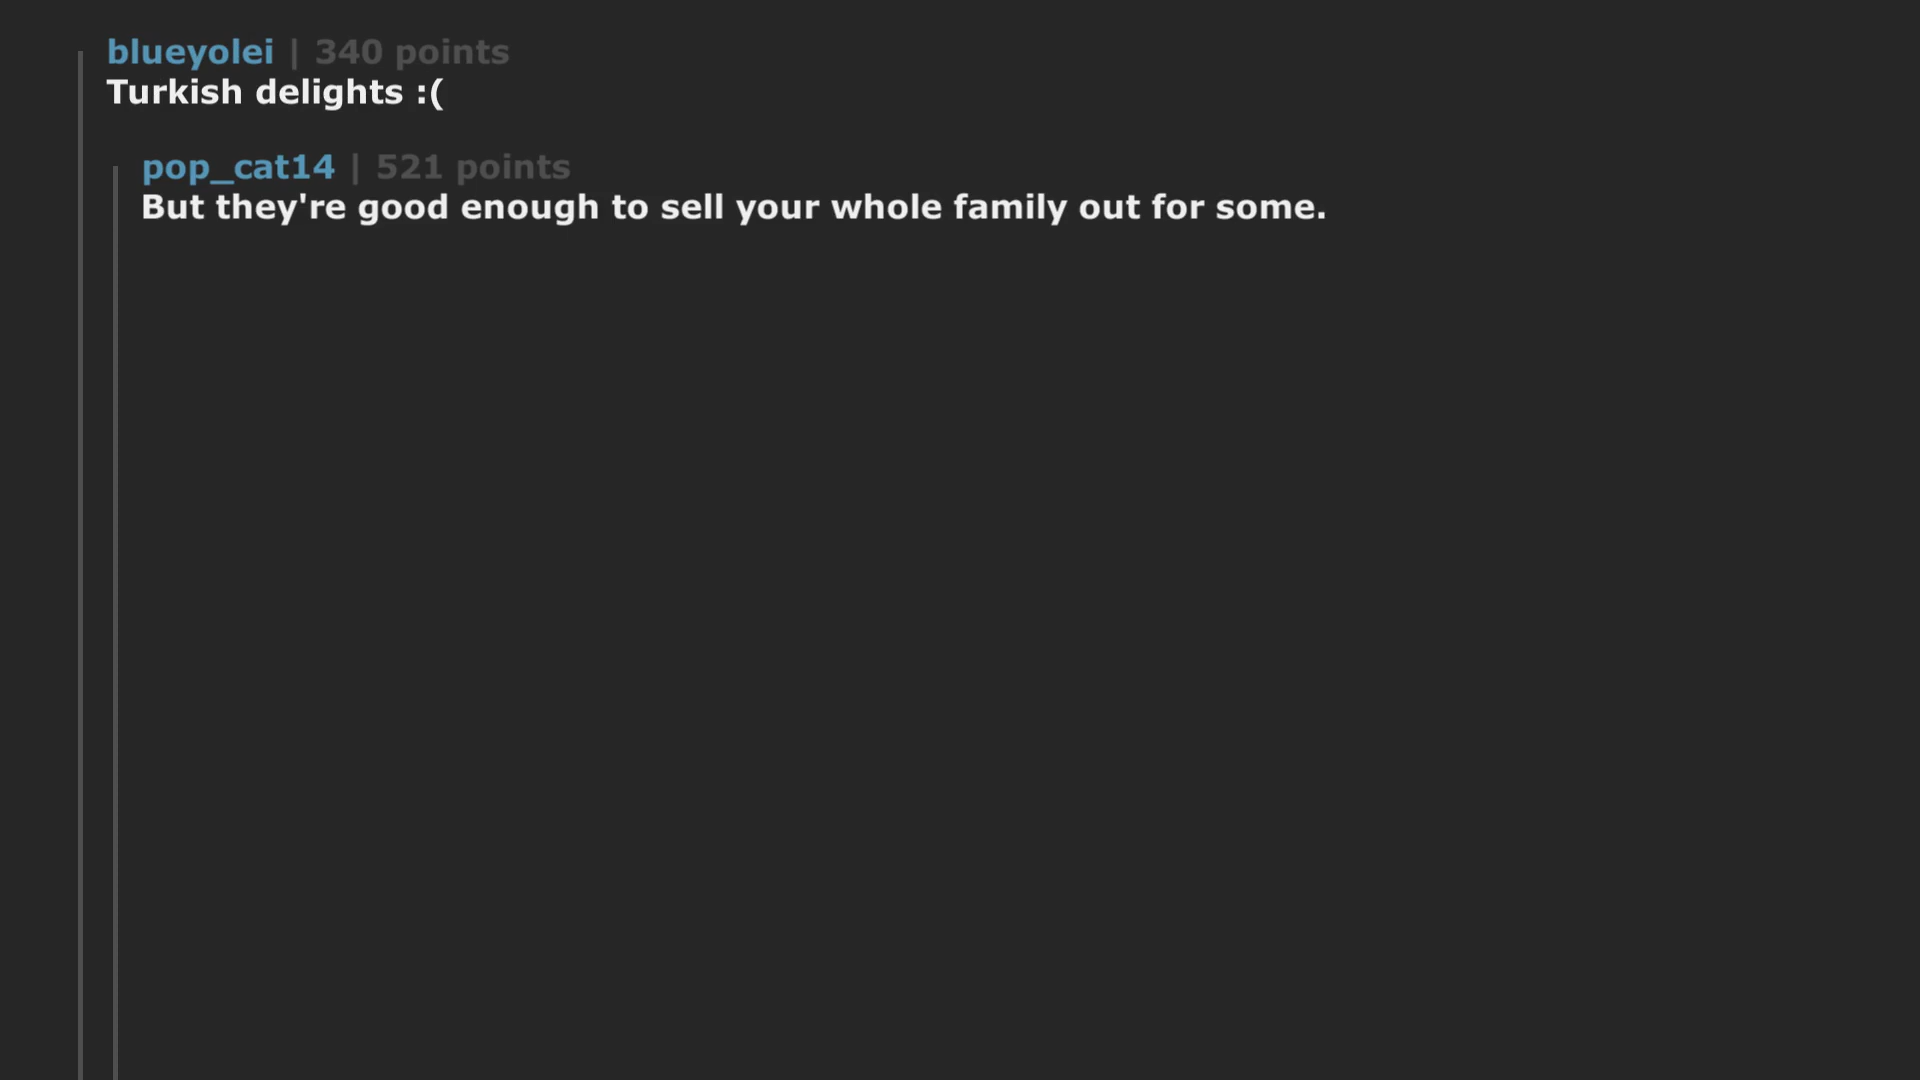 blueyolei | 340 points
Turkish delights :(
pop_cat14 | 521 points
But they're good enough to sell your whole family out for some.